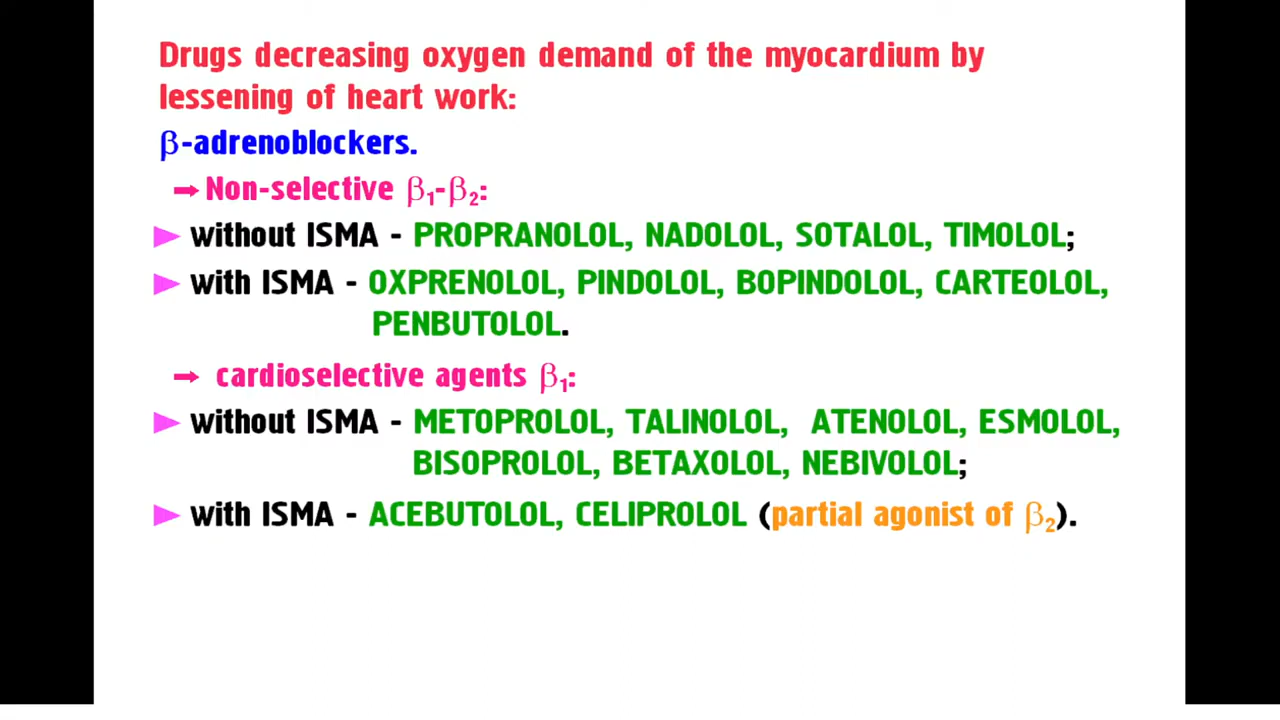 Drugs decreasing oxygen demand of the myocardium by
lessening of heart work:
β-adrenoblockers.
→ Non-selective β₁-β₂:
► without ISMA - PROPRANOLOL, NADOLOL, SOTALOL, TIMOLOL;
► with ISMA - OXPRENOLOL, PINDOLOL, BOPINDOLOL, CARTEOLOL,
PENBUTOLOL.
→ cardioselective agents β₁:
► without ISMA - METOPROLOL, TALINOLOL, ATENOLOL, ESMOLOL,
BISOPROLOL, BETAXOLOL, NEBIVOLOL;
► with ISMA - ACEBUTOLOL, CELIPROLOL (partial agonist of β₂).